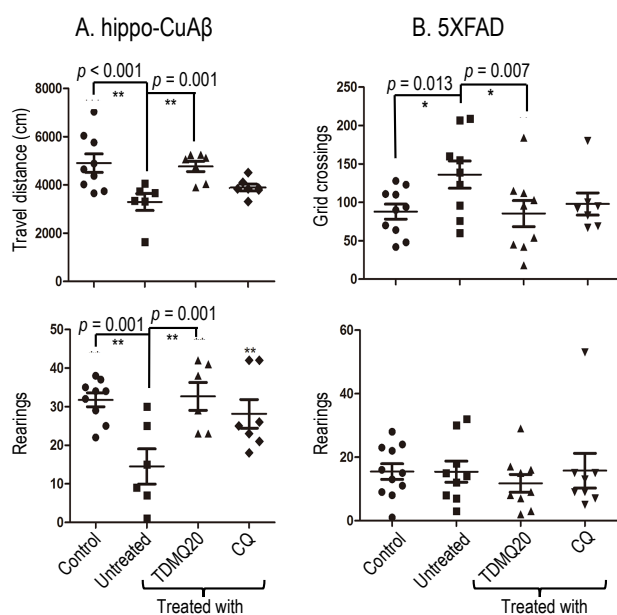 A. hippo-CuAβ
B. 5XFAD
p < 0.001
p = 0.001
**
**
Travel distance (cm)
8000
6000
4000
2000
0
p = 0.013
p = 0.007
*
*
Grid crossings
250
200
150
100
50
0
p = 0.001
p = 0.001
**
**
**
Rearings
50
40
30
20
10
0
Rearings
60
40
20
0
Control
Untreated
TDMQ20
CQ
Treated with
Control
Untreated
TDMQ20
CQ
Treated with